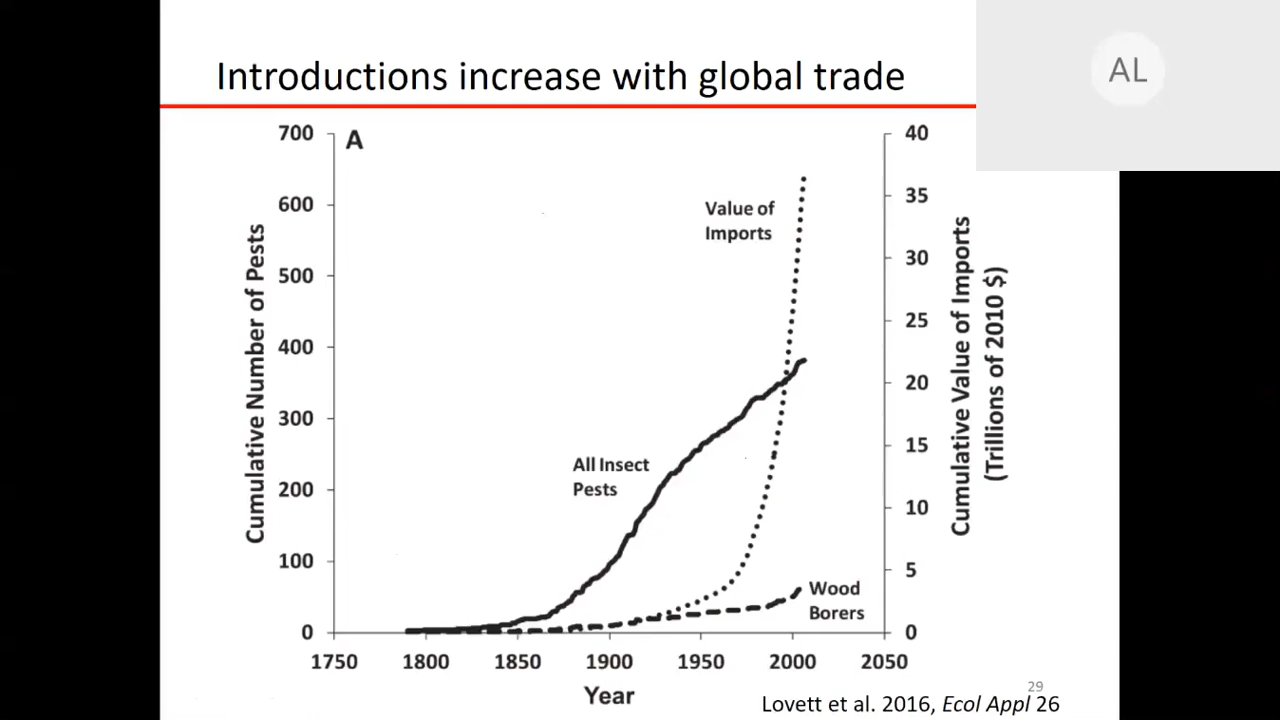 Introductions increase with global trade
AL
A
700
600
500
400
300
200
100
0
Cumulative Number of Pests
Value of
Imports
All Insect
Pests
Wood
Borers
40
35
30
25
20
15
10
5
0
Cumulative Value of Imports
(Trillions of 2010 $)
1750 1800 1850 1900 1950 2000 2050
Year
29
Lovett et al. 2016, Ecol Appl 26